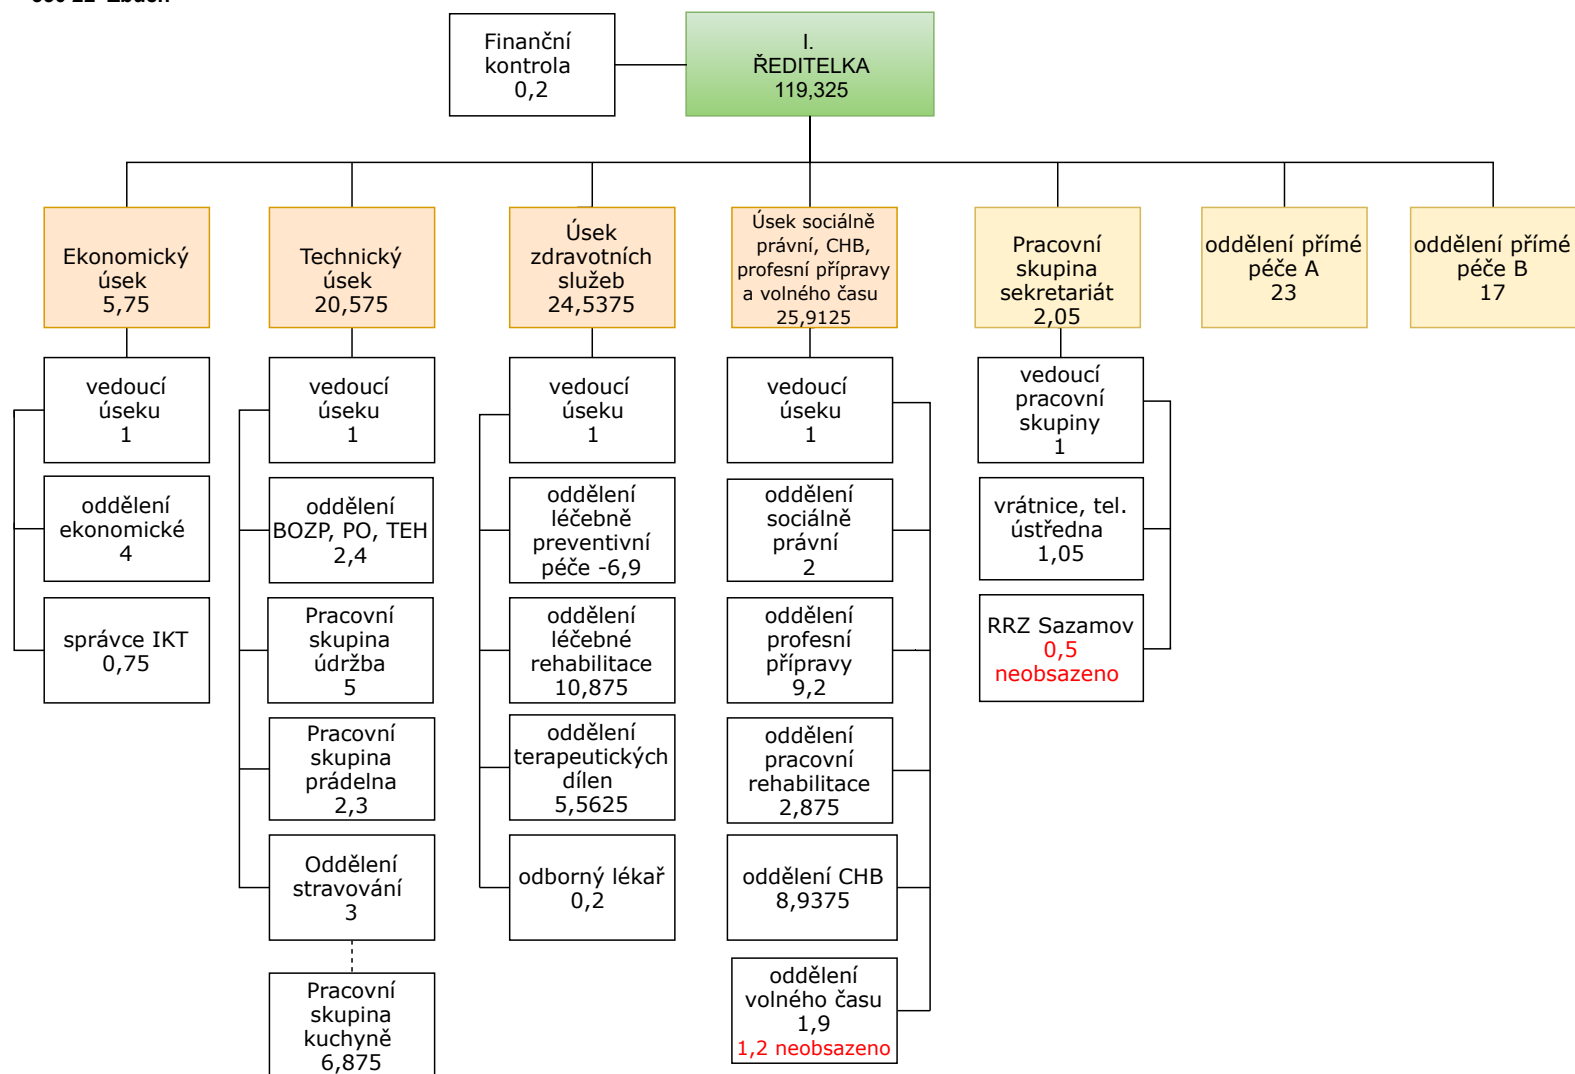 Finanční
kontrola
0,2
I.
ŘEDITELKA
119,325
Ekonomický
úsek
5,75
Technický
úsek
20,575
Úsek
zdravotních
služeb
24,5375
Úsek sociálně
právní, CHB,
profesní přípravy
a volného času
25,9125
Pracovní
skupina
sekretariát
2,05
oddělení přímé
péče A
23
oddělení přímé
péče B
17
vedoucí
úseku
1
oddělení
ekonomické
4
správce IKT
0,75
vedoucí
úseku
1
oddělení
BOZP, PO, TEH
2,4
Pracovní
skupina
údržba
5
Pracovní
skupina
prádelna
2,3
Oddělení
stravování
3
Pracovní
skupina
kuchyně
6,875
vedoucí
úseku
1
oddělení
léčebně
preventivní
péče -6,9
oddělení
léčebné
rehabilitace
10,875
oddělení
terapeutických
dílen
5,5625
odborný lékař
0,2
vedoucí
úseku
1
oddělení
sociálně
právní
2
oddělení
profesní
přípravy
9,2
oddělení
pracovní
rehabilitace
2,875
oddělení CHB
8,9375
oddělení
volného času
1,9
1,2 neobsazeno
vedoucí
pracovní
skupiny
1
vrátnice, tel.
ústředna
1,05
RRZ Sazamov
0,5
neobsazeno